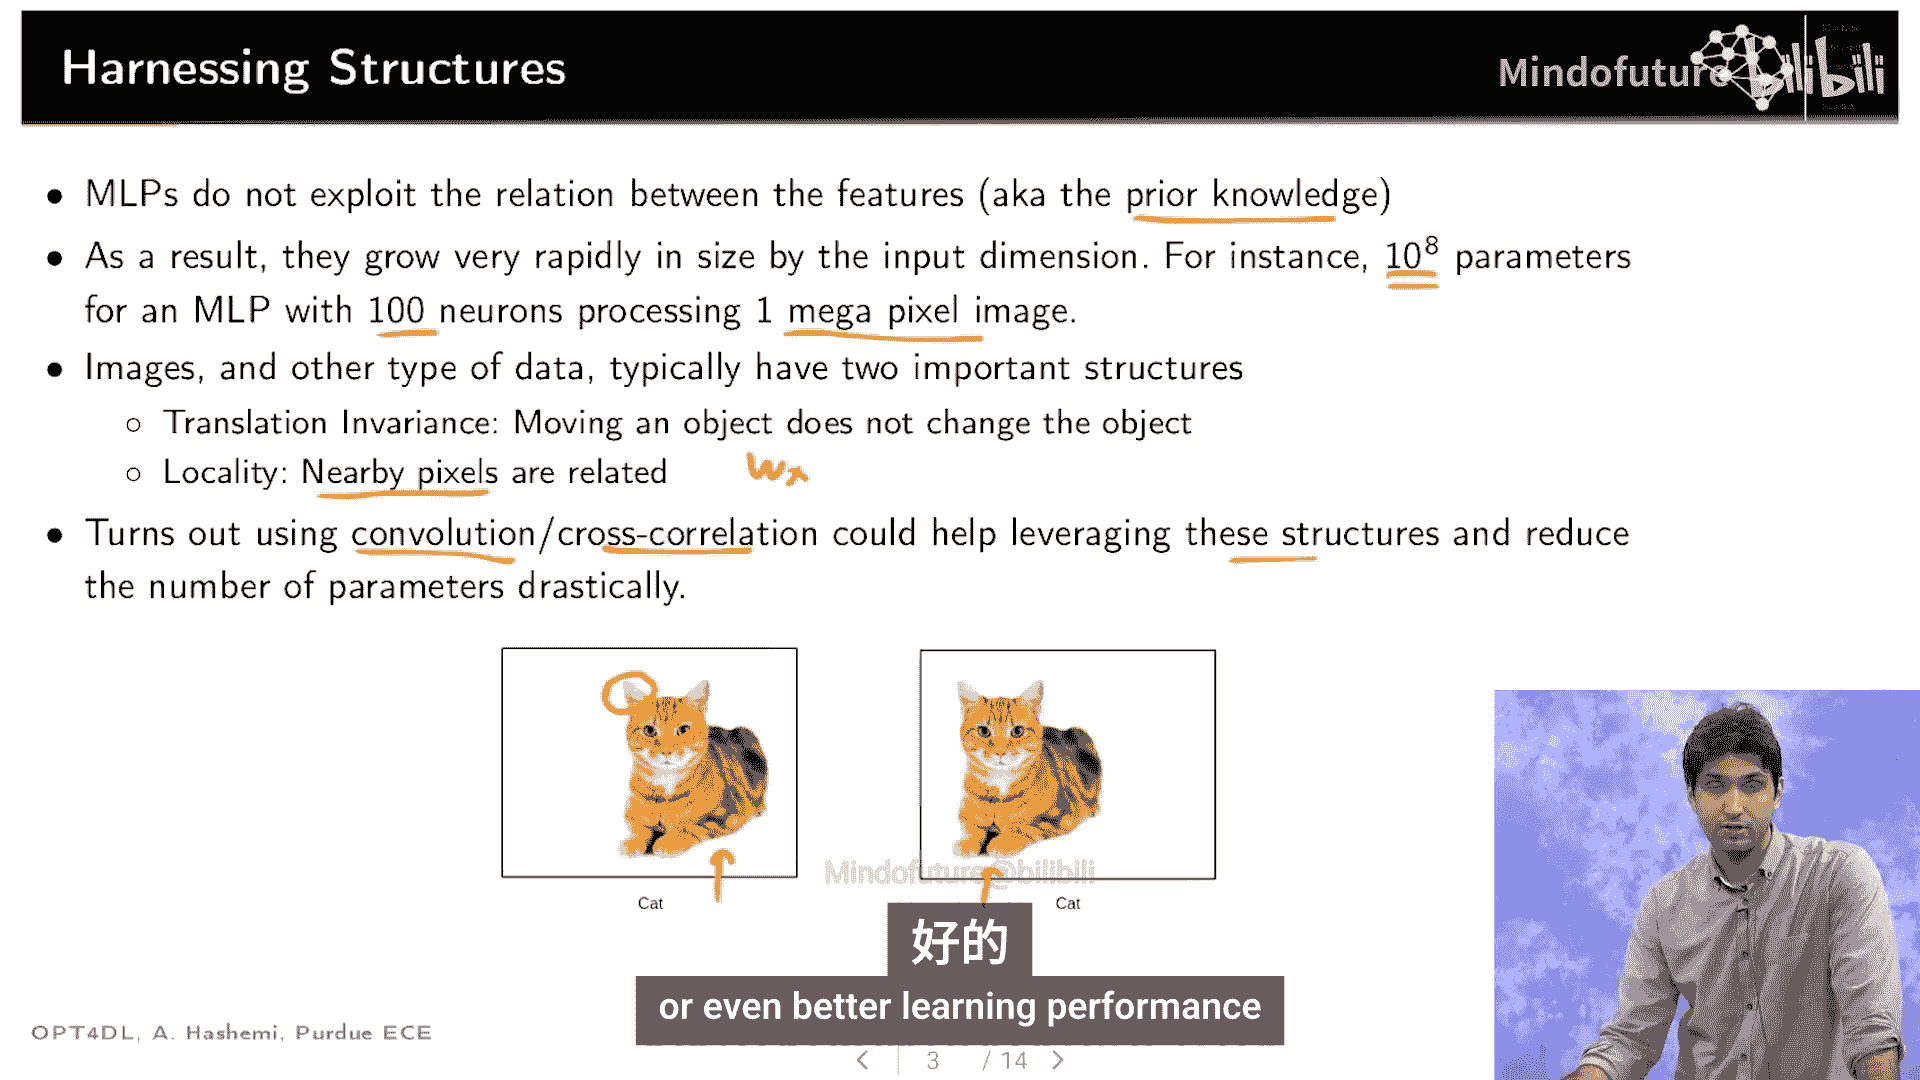 Harnessing Structures
Mindofuture bilibili
• MLPs do not exploit the relation between the features (aka the prior knowledge)
• As a result, they grow very rapidly in size by the input dimension. For instance, 10⁸ parameters
for an MLP with 100 neurons processing 1 mega pixel image.
• Images, and other type of data, typically have two important structures
○ Translation Invariance: Moving an object does not change the object
○ Locality: Nearby pixels are related
Wx
• Turns out using convolution/cross-correlation could help leveraging these structures and reduce
the number of parameters drastically.
Mindofuture@bilibili
Cat
Cat
好的
or even better learning performance
OPT4DL, A. Hashemi, Purdue ECE
3 / 14